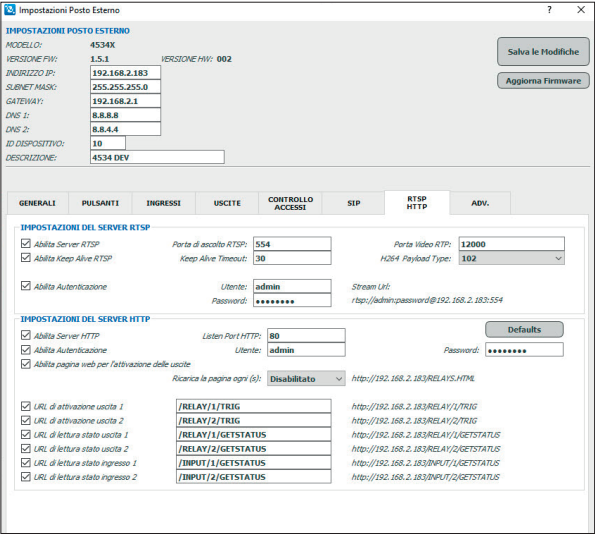 Impostazioni Posto Esterno ? ×
IMPOSTAZIONI POSTO ESTERNO
MODELLO: 4534X
VERSIONE FW: 1.5.1 VERSIONE HW: 002
INDIRIZZO IP: 192.168.2.183
SUBNET MASK: 255.255.255.0
GATEWAY: 192.168.2.1
DNS 1: 8.8.8.8
DNS 2: 8.8.4.4
ID DISPOSITIVO: 10
DESCRIZIONE: 4534 DEV
Salva le Modifiche
Aggiorna Firmware
GENERALI PULSANTI INGRESSI USCITE CONTROLLO ACCESSI SIP RTSP HTTP ADV.
IMPOSTAZIONI DEL SERVER RTSP
Abilita Server RTSP Porta di ascolto RTSP: 554 Porta Video RTP: 12000
Abilita Keep Alive RTSP Keep Alive Timeout: 30 H264 Payload Type: 102
Abilita Autenticazione Utente: admin Stream Url:
Password: ●●●●●●●● rtsp://admin:password@192.168.2.183:554
IMPOSTAZIONI DEL SERVER HTTP
Defaults
Abilita Server HTTP Listen Port HTTP: 80
Abilita Autenticazione Utente: admin Password: ●●●●●●●●
Abilita pagina web per l'attivazione delle uscite
Ricarica la pagina ogni (s): Disabilitato http://192.168.2.183/RELAYS.HTML
URL di attivazione uscita 1 /RELAY/1/TRIG http://192.168.2.183/RELAY/1/TRIG
URL di attivazione uscita 2 /RELAY/2/TRIG http://192.168.2.183/RELAY/2/TRIG
URL di lettura stato uscita 1 /RELAY/1/GETSTATUS http://192.168.2.183/RELAY/1/GETSTATUS
URL di lettura stato uscita 2 /RELAY/2/GETSTATUS http://192.168.2.183/RELAY/2/GETSTATUS
URL di lettura stato ingresso 1 /INPUT/1/GETSTATUS http://192.168.2.183/INPUT/1/GETSTATUS
URL di lettura stato ingresso 2 /INPUT/2/GETSTATUS http://192.168.2.183/INPUT/2/GETSTATUS